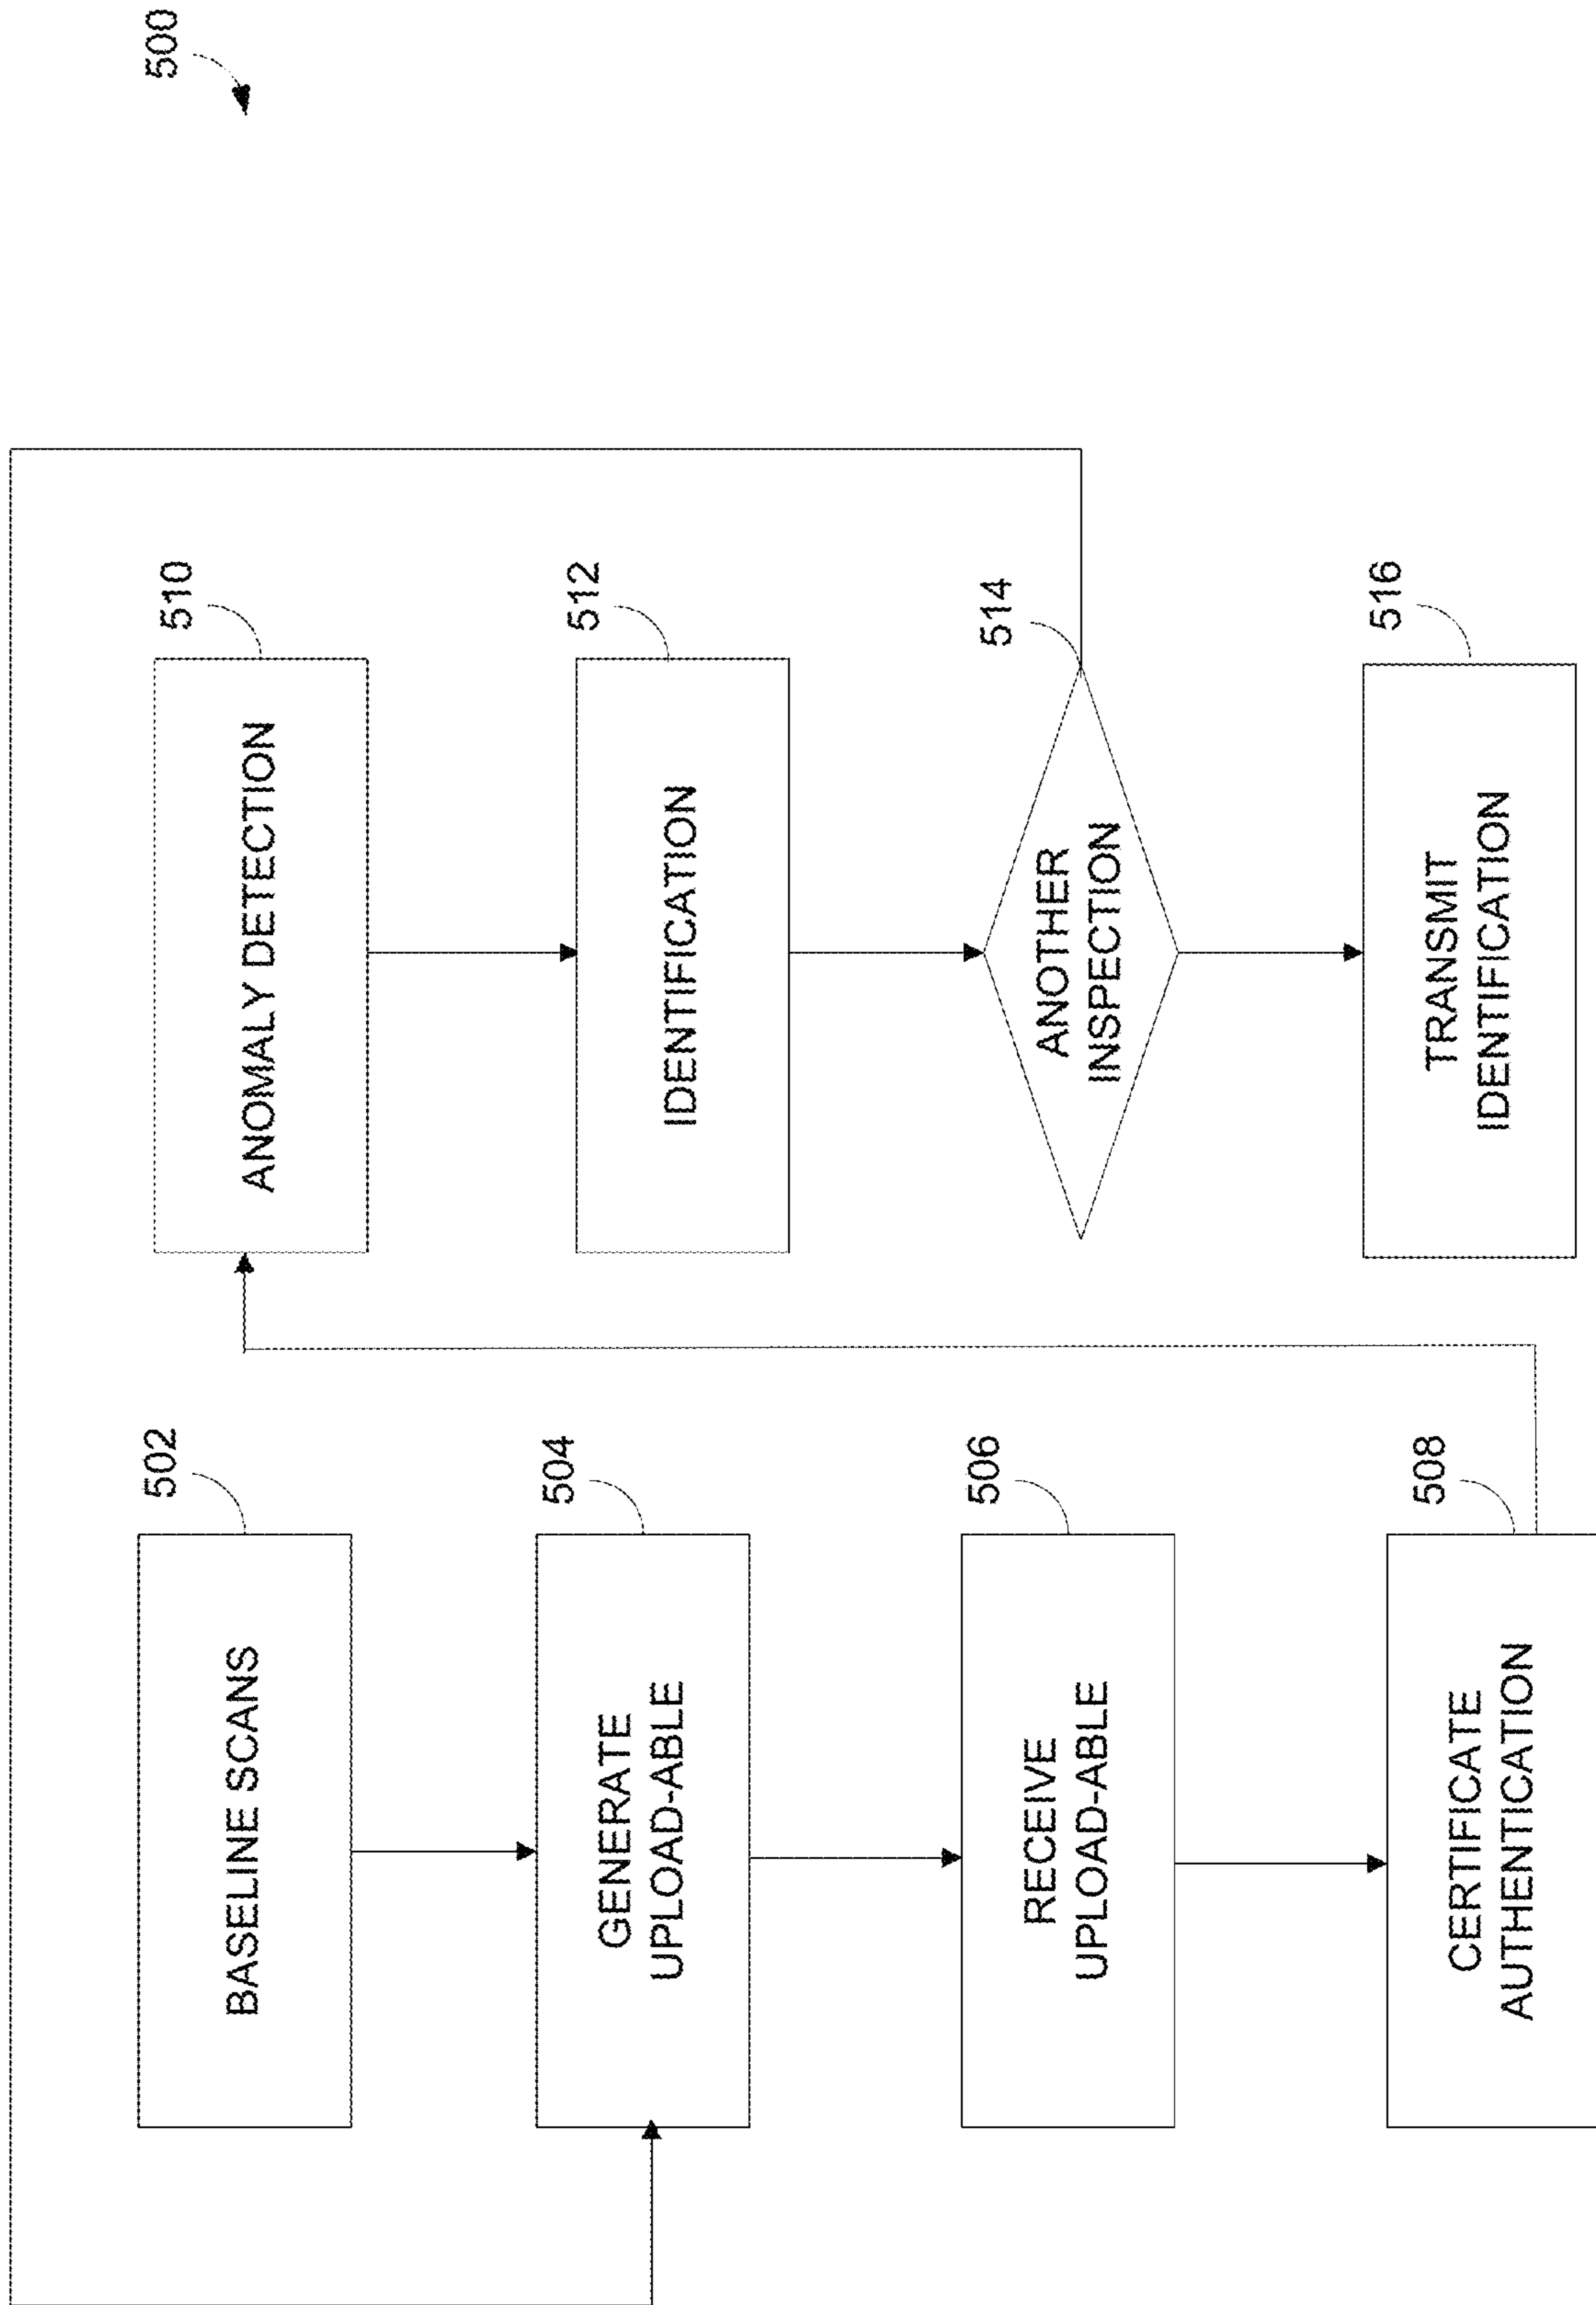 500
502
BASELINE SCANS
504
GENERATE
UPLOAD-ABLE
506
RECEIVE
UPLOAD-ABLE
508
CERTIFICATE
AUTHENTICATION
510
ANOMALY DETECTION
512
IDENTIFICATION
514
ANOTHER
INSPECTION
516
TRANSMIT
IDENTIFICATION